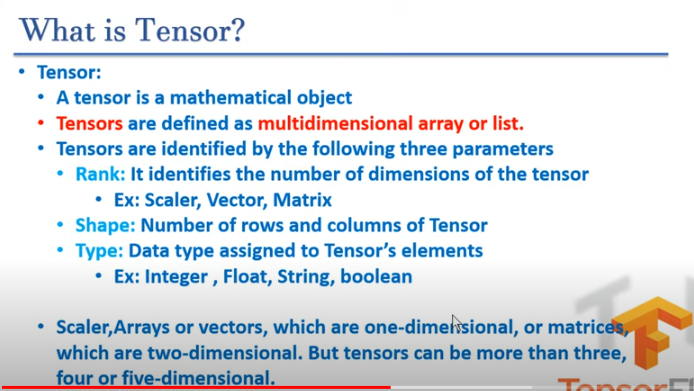 What is Tensor?
• Tensor:
• A tensor is a mathematical object
• Tensors are defined as multidimensional array or list.
• Tensors are identified by the following three parameters
• Rank: It identifies the number of dimensions of the tensor
• Ex: Scaler, Vector, Matrix
• Shape: Number of rows and columns of Tensor
• Type: Data type assigned to Tensor's elements
• Ex: Integer , Float, String, boolean
• Scaler,Arrays or vectors, which are one-dimensional, or matrices,
which are two-dimensional. But tensors can be more than three,
four or five-dimensional.